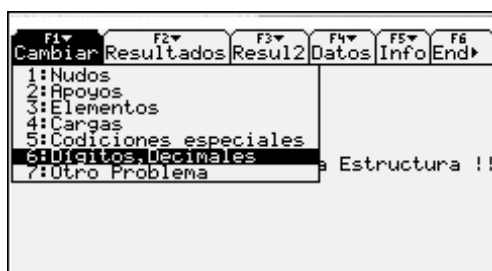 F1▾ F2▾ F3▾ F4▾ F5▾ F6
Cambiar Resultados Resul2 Datos Info End▸
1:Nudos
2:Apoyos
3:Elementos
4:Cargas
5:Codiciones especiales
6:Dígitos,Decimales
7:Otro Problema
a Estructura !!